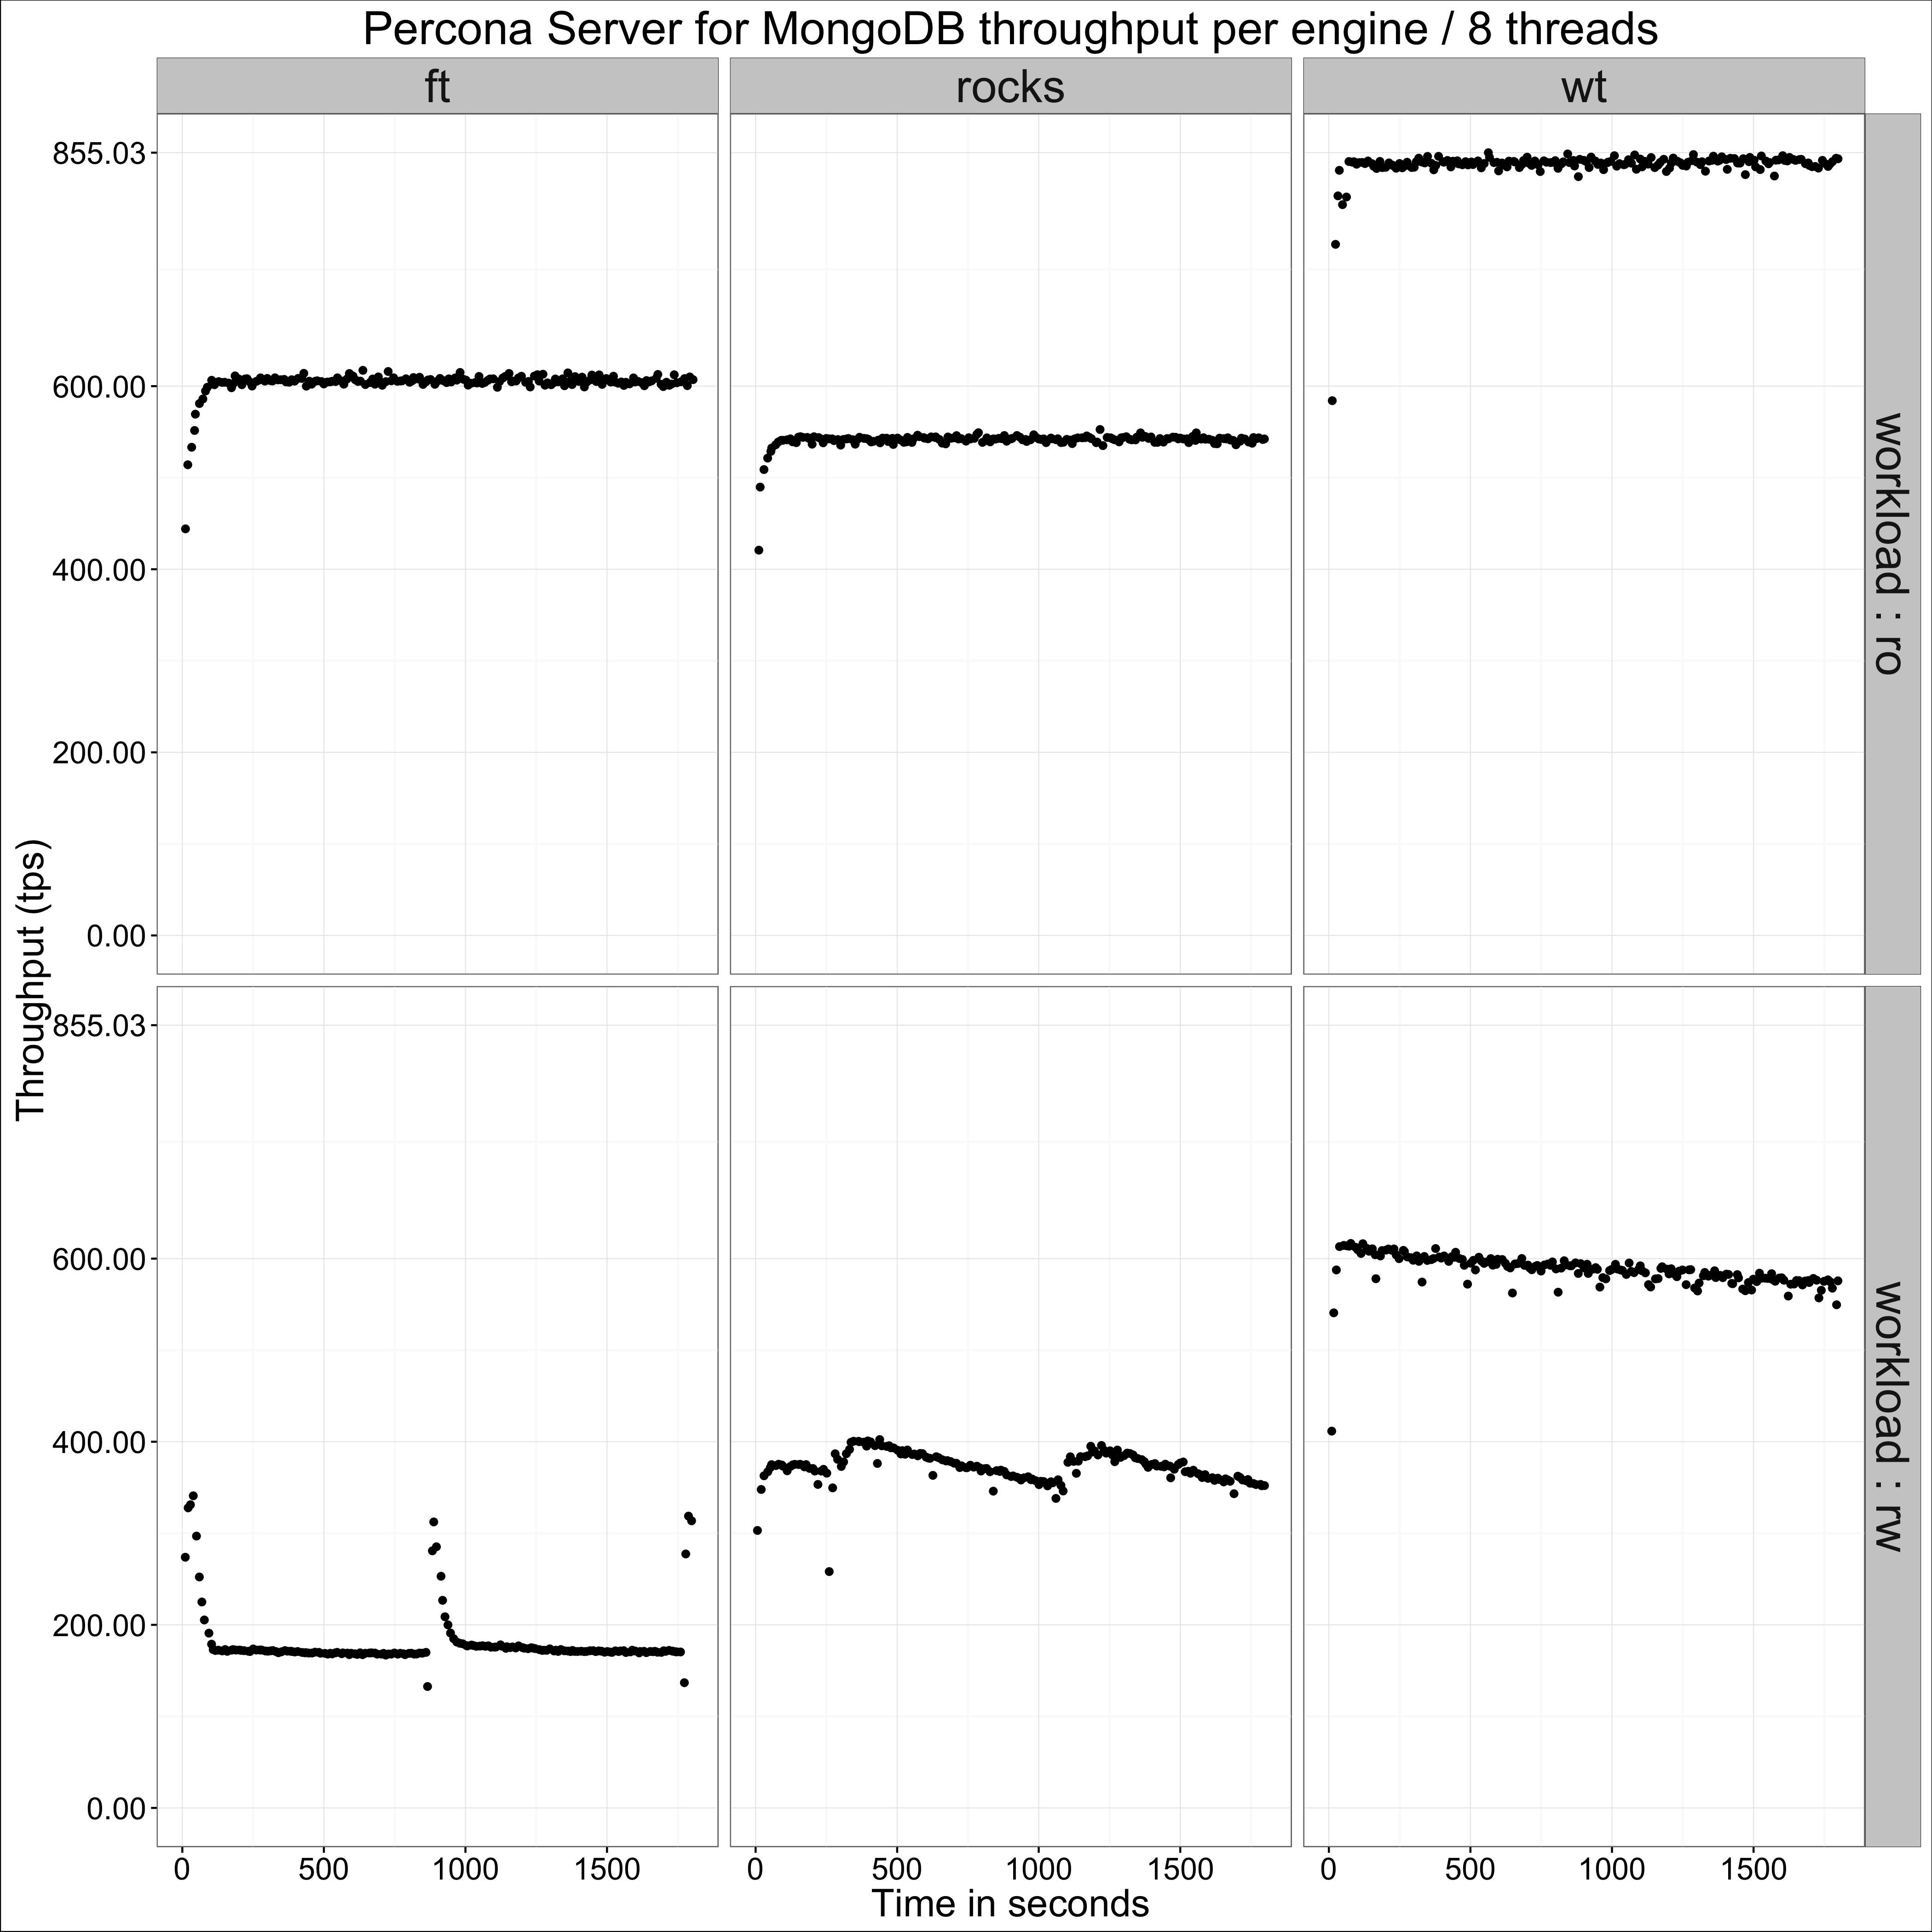 Percona Server for MongoDB throughput per engine / 8 threads
ft
rocks
wt
855.03
600.00
400.00
200.00
0.00
workload : ro
Throughput (tps)
855.03
600.00
400.00
200.00
0.00
workload : rw
0 500 1000 1500
0 500 1000 1500
0 500 1000 1500
Time in seconds